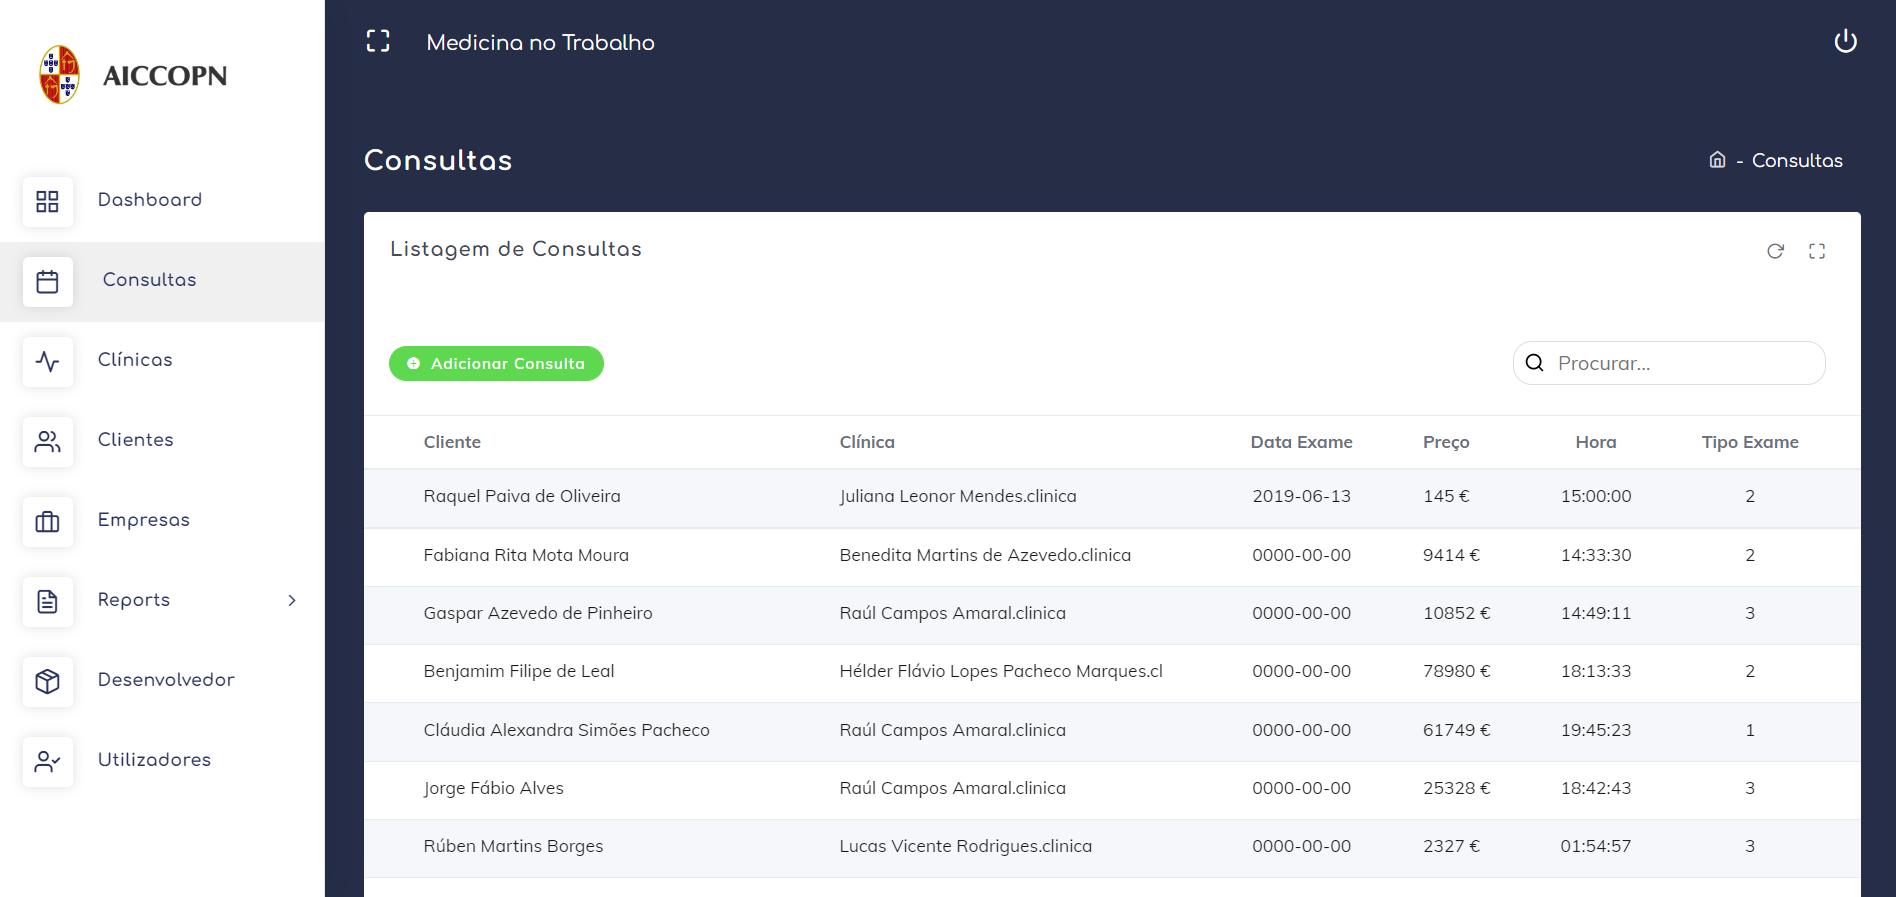 AICCOPN
Medicina no Trabalho
Dashboard
Consultas
Clínicas
Clientes
Empresas
Reports
Desenvolvedor
Utilizadores
Consultas
- Consultas
Listagem de Consultas
Adicionar Consulta
Procurar...
Cliente Clínica Data Exame Preço Hora Tipo Exame
Raquel Paiva de Oliveira Juliana Leonor Mendes.clinica 2019-06-13 145 € 15:00:00 2
Fabiana Rita Mota Moura Benedita Martins de Azevedo.clinica 0000-00-00 9414 € 14:33:30 2
Gaspar Azevedo de Pinheiro Raúl Campos Amaral.clinica 0000-00-00 10852 € 14:49:11 3
Benjamim Filipe de Leal Hélder Flávio Lopes Pacheco Marques.cl 0000-00-00 78980 € 18:13:33 2
Cláudia Alexandra Simões Pacheco Raúl Campos Amaral.clinica 0000-00-00 61749 € 19:45:23 1
Jorge Fábio Alves Raúl Campos Amaral.clinica 0000-00-00 25328 € 18:42:43 3
Rúben Martins Borges Lucas Vicente Rodrigues.clinica 0000-00-00 2327 € 01:54:57 3